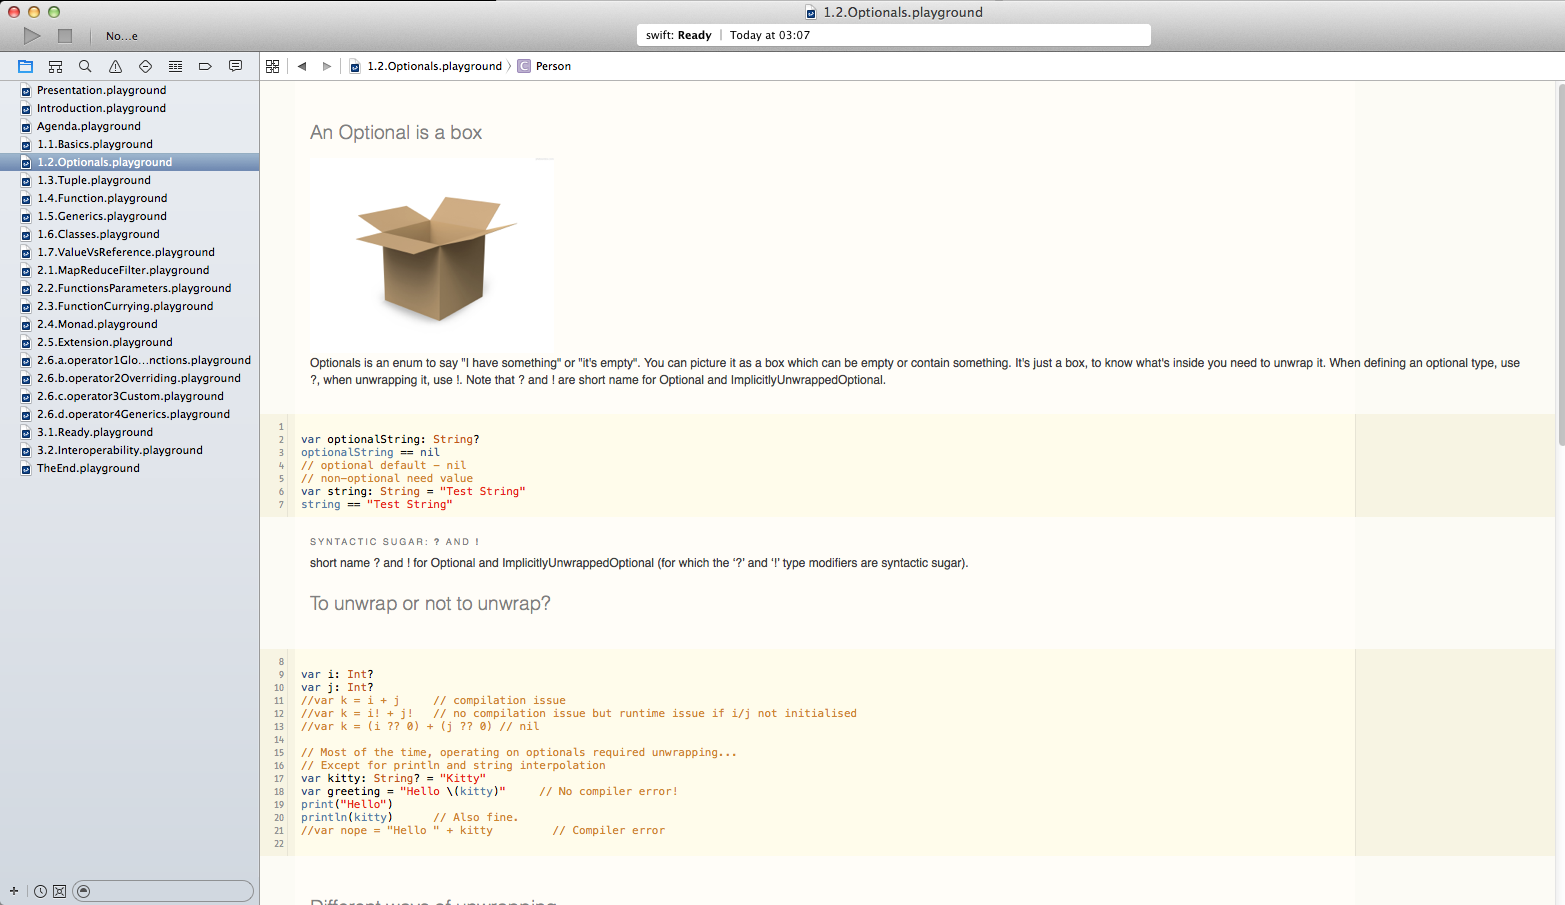 1.2.Optionals.playground
No...e
swift: Ready | Today at 03:07
1.2.Optionals.playground 〉 C Person
Presentation.playground
Introduction.playground
Agenda.playground
1.1.Basics.playground
1.2.Optionals.playground
1.3.Tuple.playground
1.4.Function.playground
1.5.Generics.playground
1.6.Classes.playground
1.7.ValueVsReference.playground
2.1.MapReduceFilter.playground
2.2.FunctionsParameters.playground
2.3.FunctionCurrying.playground
2.4.Monad.playground
2.5.Extension.playground
2.6.a.operator1Glo...nctions.playground
2.6.b.operator2Overriding.playground
2.6.c.operator3Custom.playground
2.6.d.operator4Generics.playground
3.1.Ready.playground
3.2.Interoperability.playground
TheEnd.playground
An Optional is a box
Optionals is an enum to say "I have something" or "it's empty". You can picture it as a box which can be empty or contain something. It's just a box, to know what's inside you need to unwrap it. When defining an optional type, use
?, when unwrapping it, use !. Note that ? and ! are short name for Optional and ImplicitlyUnwrappedOptional.
1
2 var optionalString: String?
3 optionalString == nil
4 // optional default - nil
5 // non-optional need value
6 var string: String = "Test String"
7 string == "Test String"
SYNTACTIC SUGAR: ? AND !
short name ? and ! for Optional and ImplicitlyUnwrappedOptional (for which the ‘?’ and ‘!’ type modifiers are syntactic sugar).
To unwrap or not to unwrap?
8
9 var i: Int?
10 var j: Int?
11 //var k = i + j     // compilation issue
12 //var k = i! + j!   // no compilation issue but runtime issue if i/j not initialised
13 //var k = (i ?? 0) + (j ?? 0) // nil
14
15 // Most of the time, operating on optionals required unwrapping...
16 // Except for println and string interpolation
17 var kitty: String? = "Kitty"
18 var greeting = "Hello \(kitty)"     // No compiler error!
19 print("Hello")
20 println(kitty)      // Also fine.
21 //var nope = "Hello " + kitty         // Compiler error
22
Different ways of unwrapping